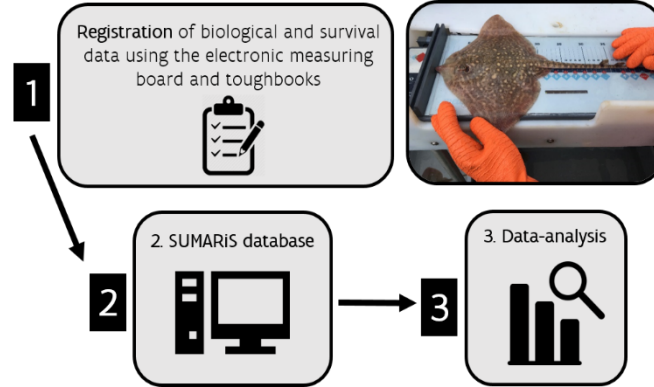 1
Registration of biological and survival
data using the electronic measuring
board and toughbooks
2
2. SUMARiS database
3
3. Data-analysis